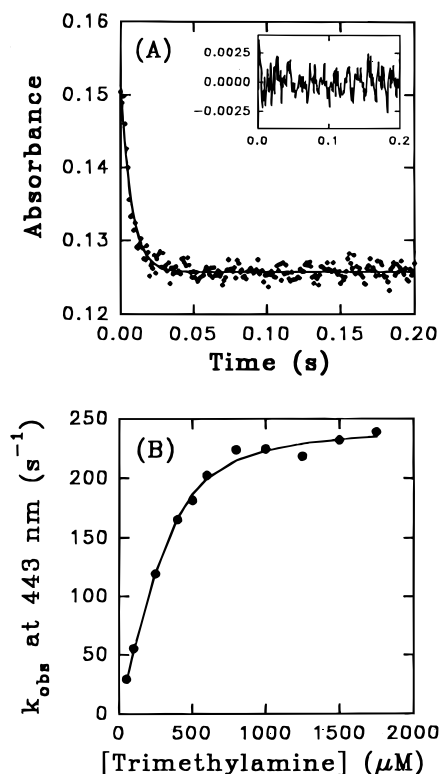 (A)
0.0025
0.0000
−0.0025
0.0 0.1 0.2
0.16
0.15
0.14
0.13
0.12
Absorbance
0.00 0.05 0.10 0.15 0.20
Time (s)
(B)
250
200
150
100
50
0
k_obs at 443 nm (s⁻¹)
0 500 1000 1500 2000
[Trimethylamine] (μM)